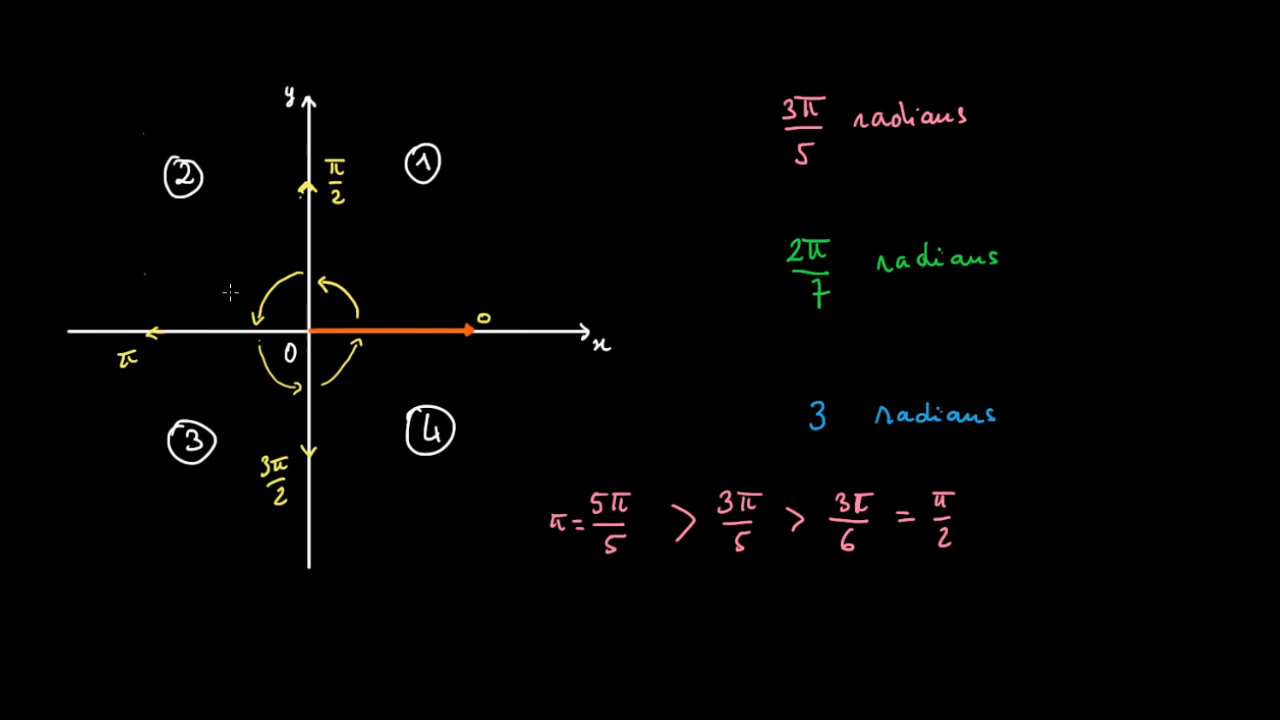 y
② π/2 ①
π 0 0 x
③ 3π/2 ④
3π/5 radians
2π/7 radians
3 radians
π = 5π/5 > 3π/5 > 3π/6 = π/2